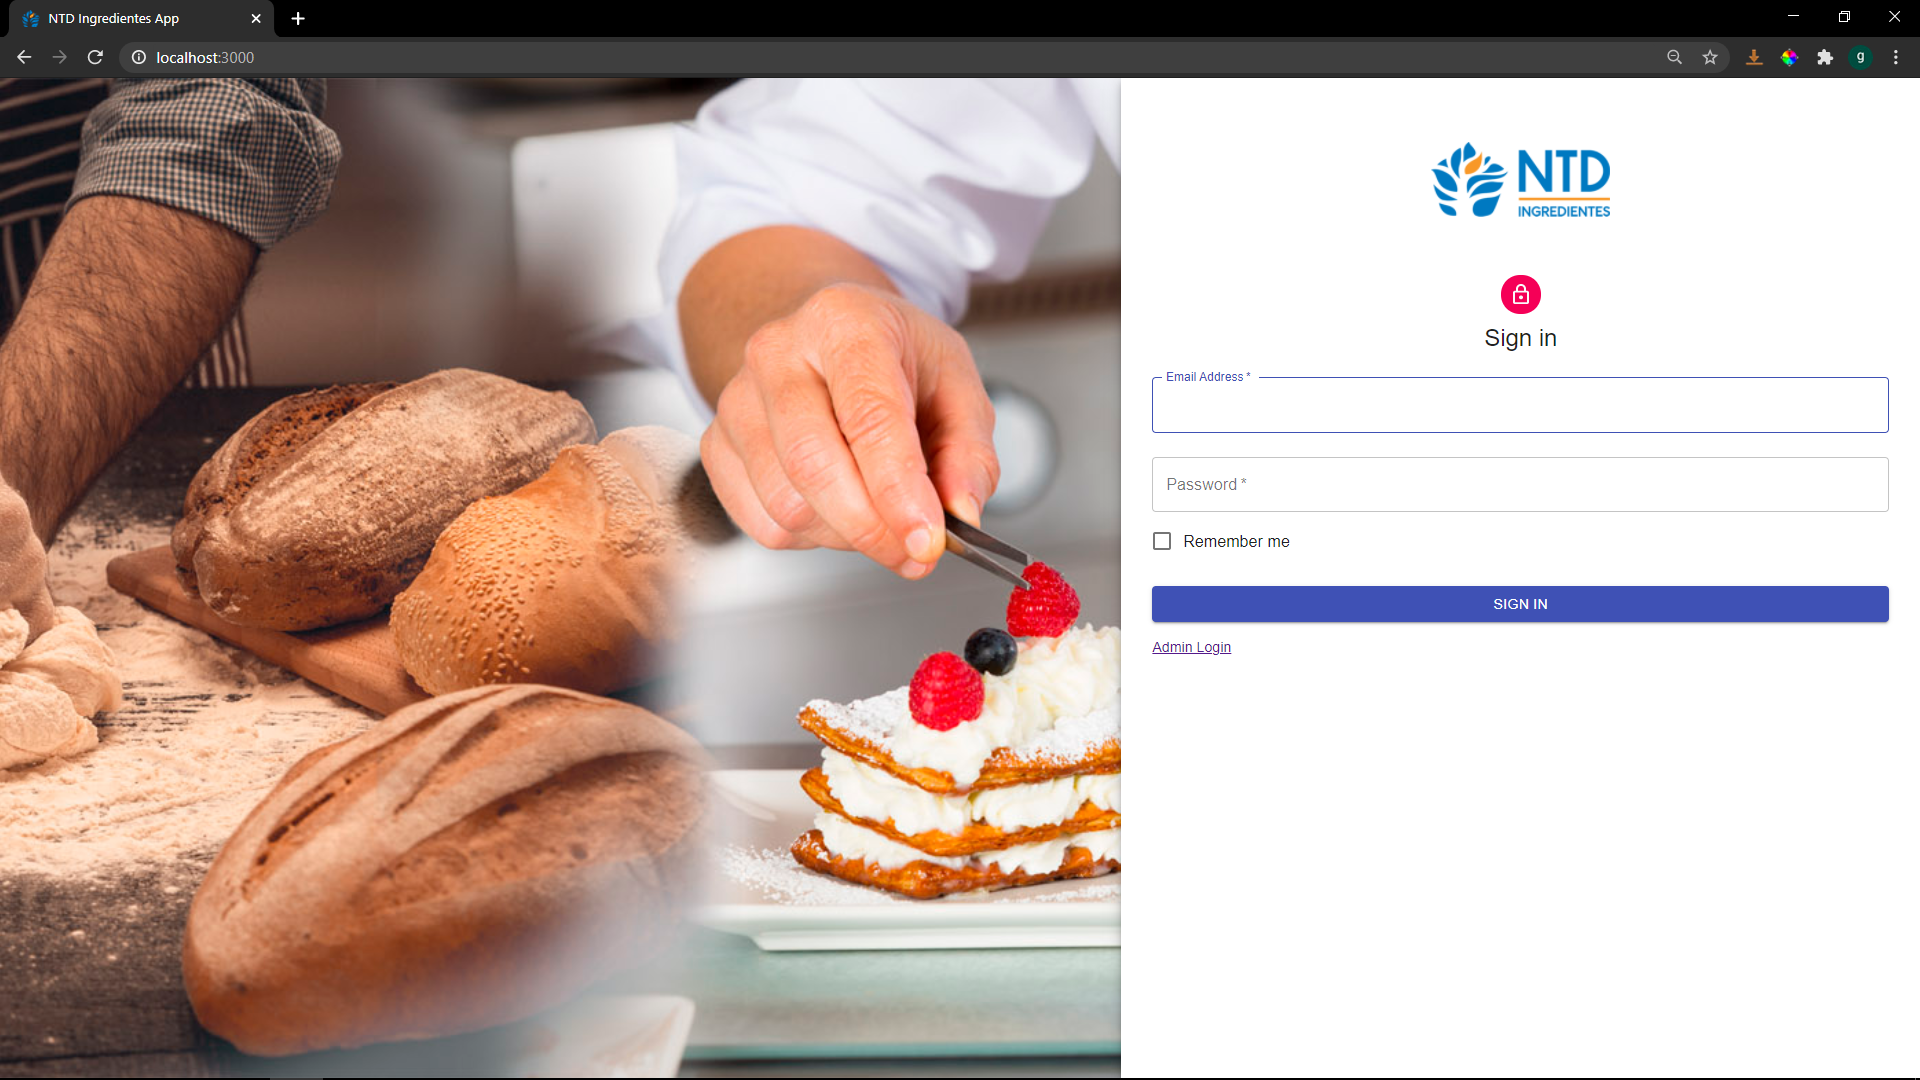 NTD Ingredientes App
localhost:3000
g
NTD
INGREDIENTES
Sign in
Email Address *
Password *
Remember me
SIGN IN
Admin Login